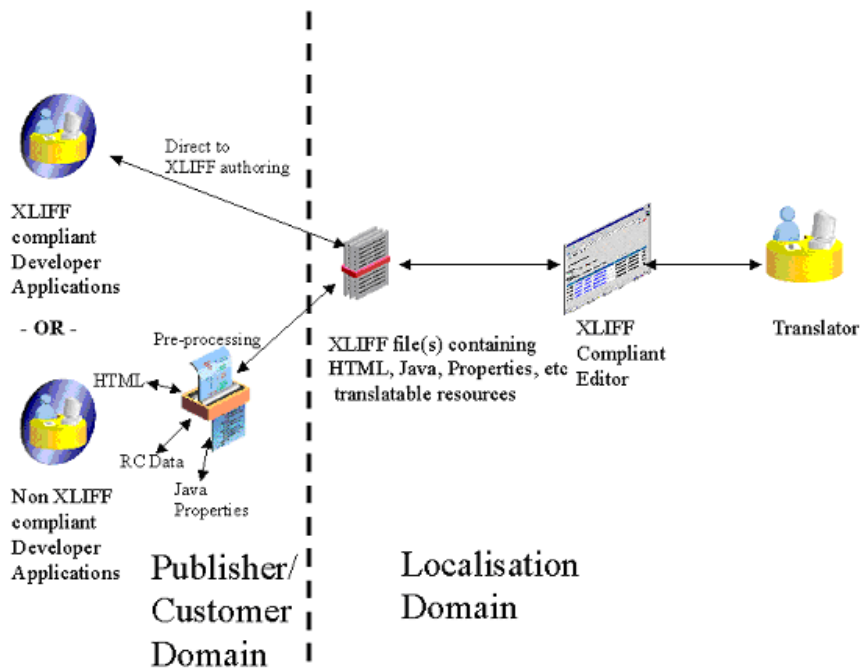 Direct to
XLIFF authoring
XLIFF
compliant
Developer
Applications
- OR -
Pre-processing
HTML
RC Data
Java
Properties
Non XLIFF
compliant
Developer
Applications
XLIFF file(s) containing
HTML, Java, Properties, etc
translatable resources
XLIFF
Compliant
Editor
Translator
Publisher/
Customer
Domain
Localisation
Domain